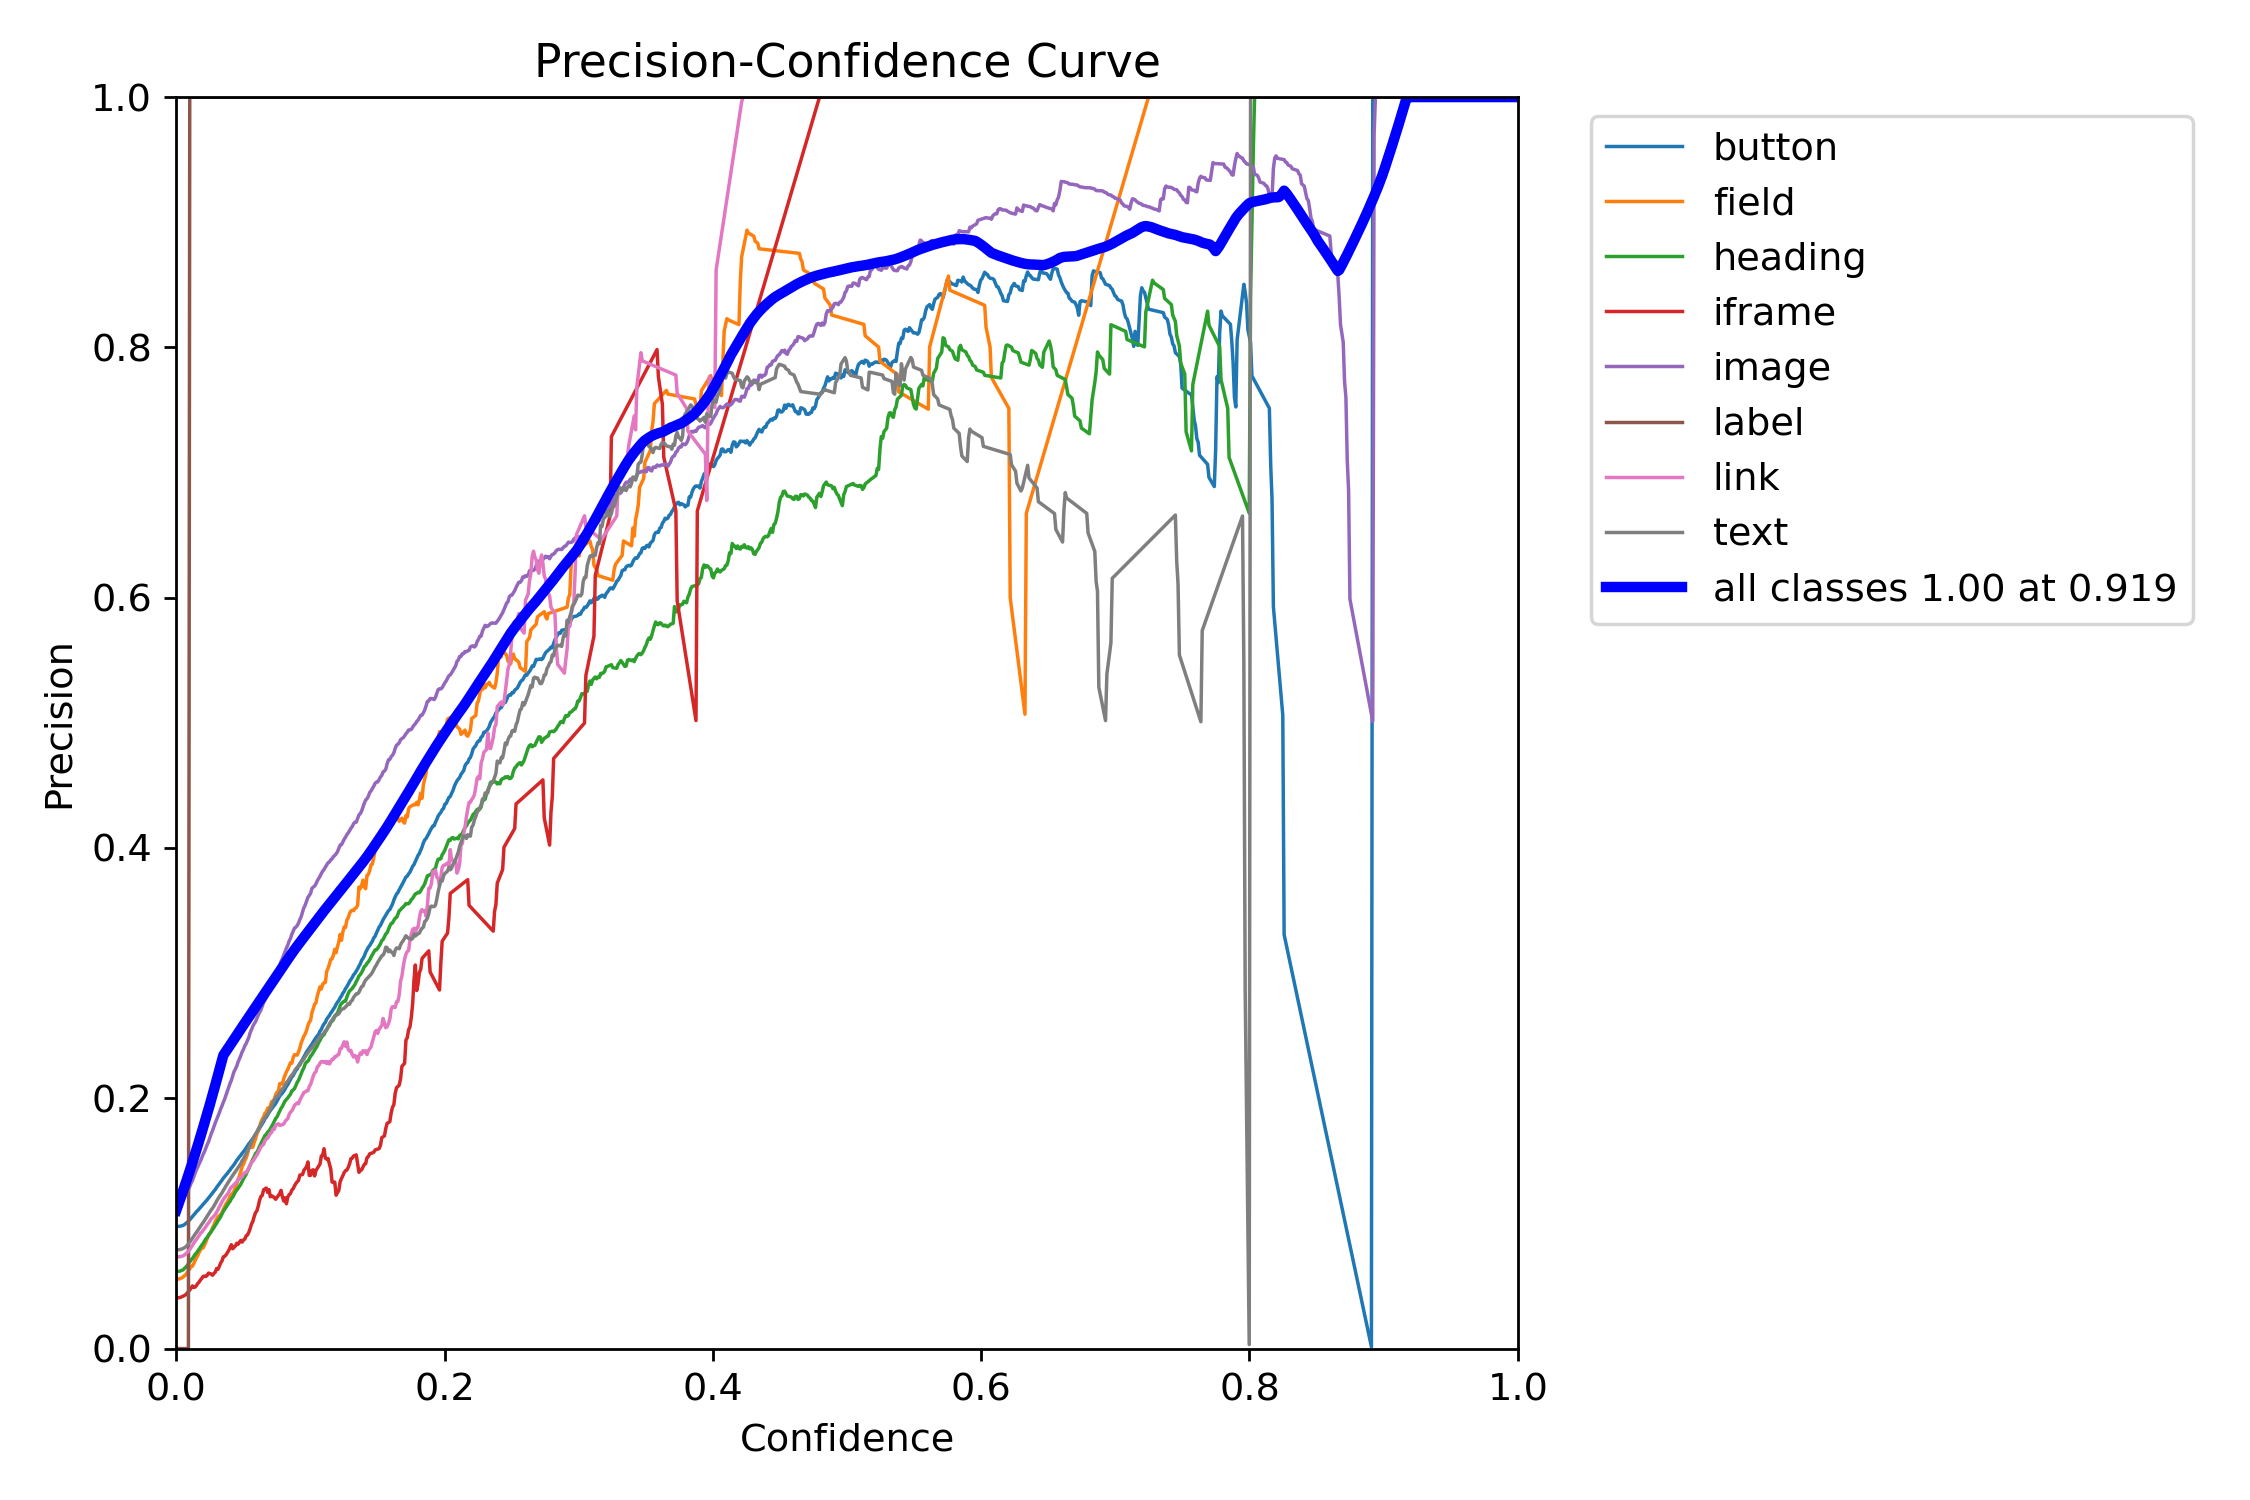 Precision-Confidence Curve
1.0
0.8
0.6
0.4
0.2
0.0
Precision
0.0 0.2 0.4 0.6 0.8 1.0
Confidence
button
field
heading
iframe
image
label
link
text
all classes 1.00 at 0.919